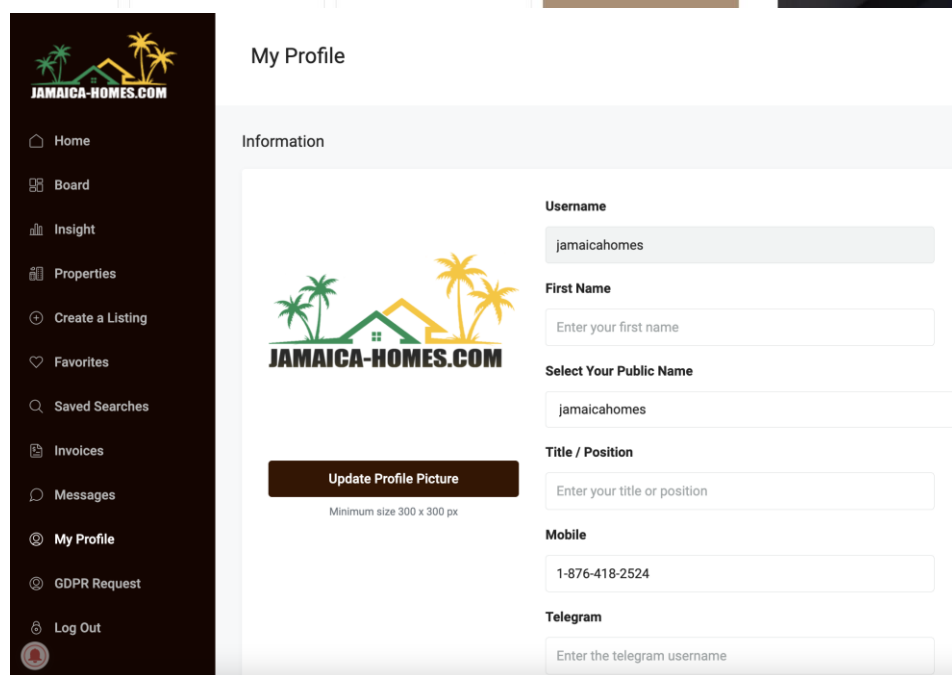 JAMAICA-HOMES.COM
Home
Board
Insight
Properties
Create a Listing
Favorites
Saved Searches
Invoices
Messages
My Profile
GDPR Request
Log Out
My Profile
Information
JAMAICA-HOMES.COM
Update Profile Picture
Minimum size 300 x 300 px
Username
jamaicahomes
First Name
Enter your first name
Select Your Public Name
jamaicahomes
Title / Position
Enter your title or position
Mobile
1-876-418-2524
Telegram
Enter the telegram username